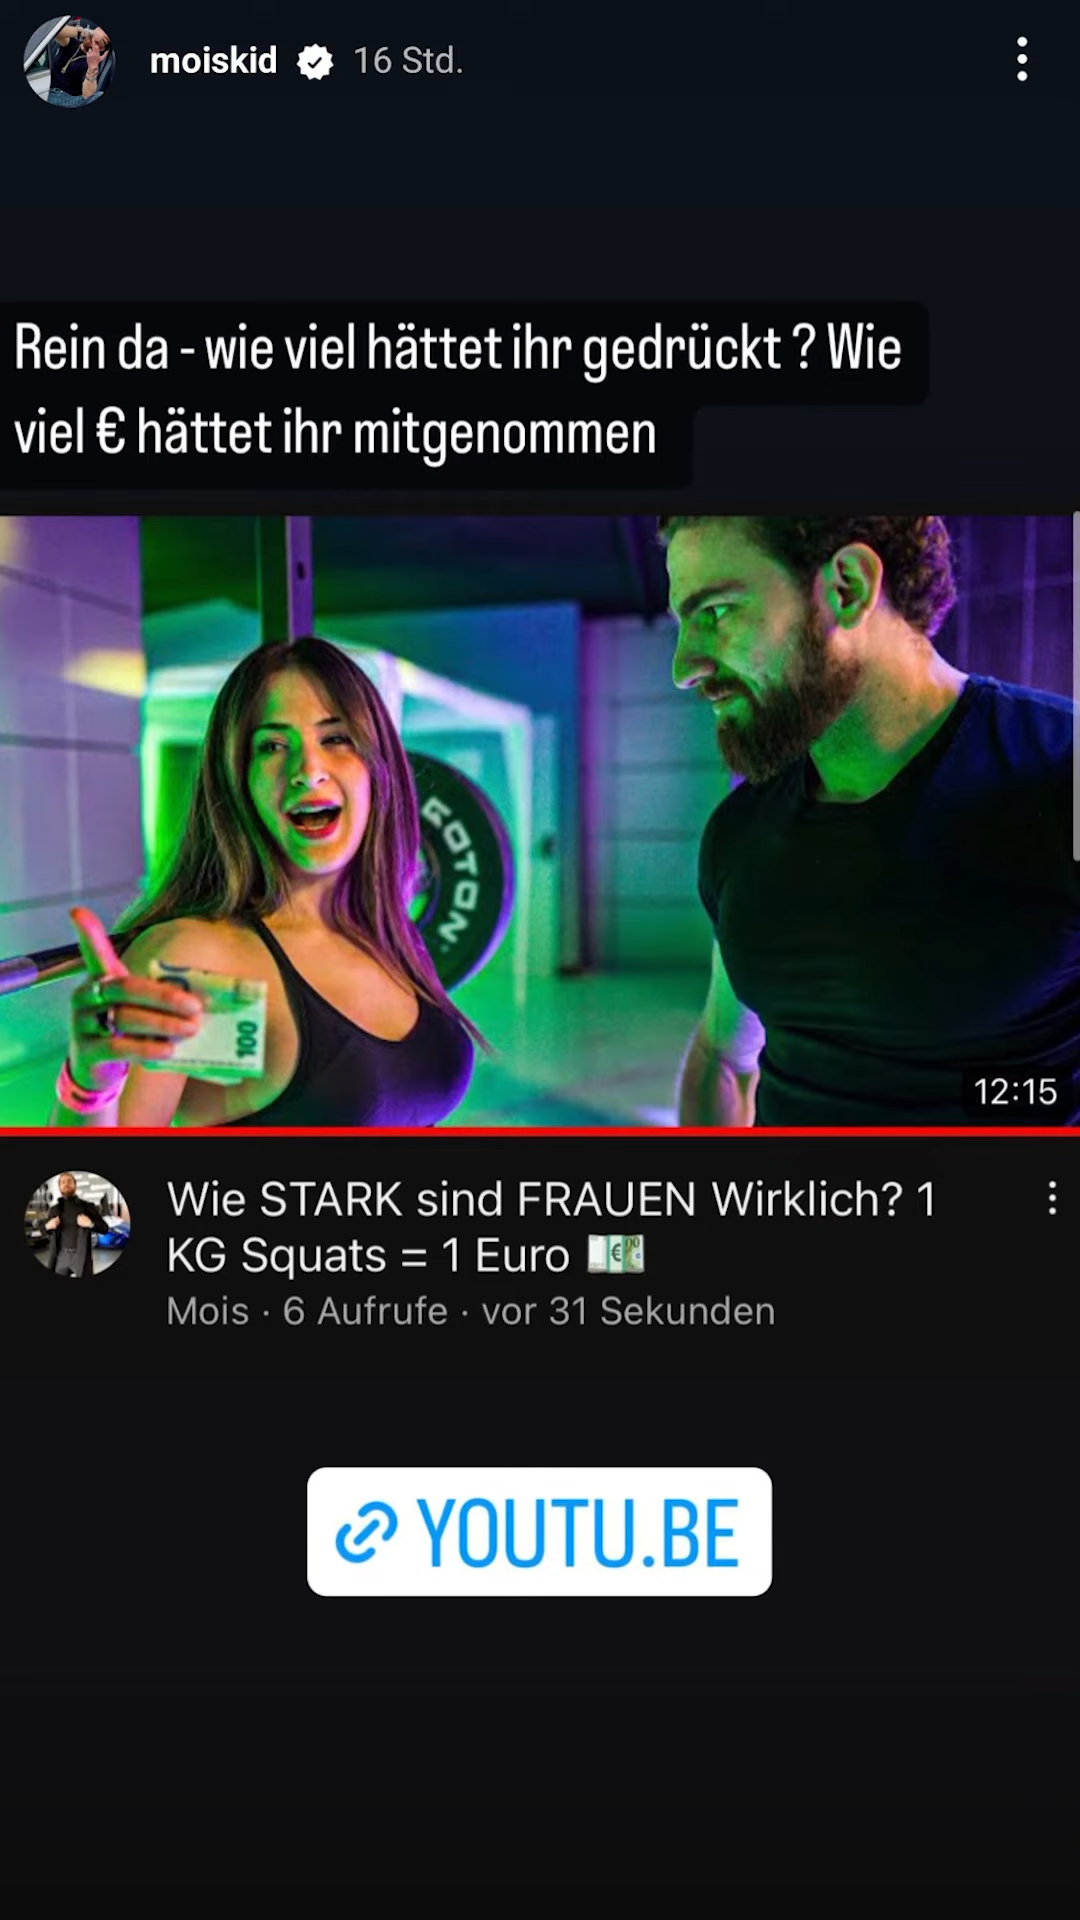 moiskid 16 Std.
Rein da - wie viel hättet ihr gedrückt ? Wie
viel € hättet ihr mitgenommen
GOTON
100
12:15
Wie STARK sind FRAUEN Wirklich? 1
KG Squats = 1 Euro 💶
Mois · 6 Aufrufe · vor 31 Sekunden
YOUTU.BE